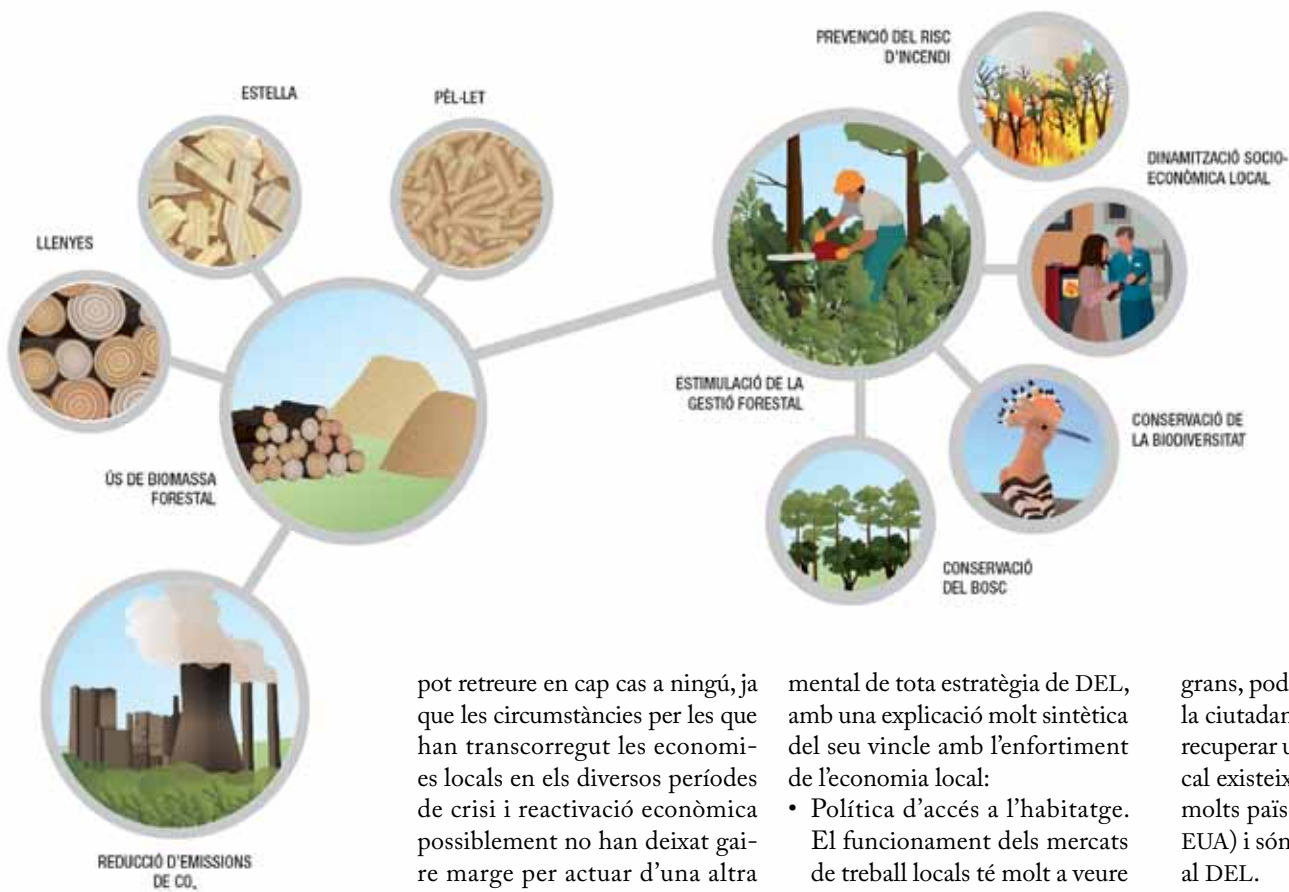 PREVENCIÓ DEL RISC
D'INCENDI
ESTELLA
PÈL·LET
DINAMITZACIÓ SOCIO-
ECONÒMICA LOCAL
LLENYES
ESTIMULACIÓ DE LA
GESTIÓ FORESTAL
CONSERVACIÓ DE
LA BIODIVERSITAT
ÚS DE BIOMASSA
FORESTAL
CONSERVACIÓ
DEL BOSC
REDUCCIÓ D'EMISSIONS
DE CO₂
pot retreure en cap cas a ningú, ja
que les circumstàncies per les que
han transcorregut les economi-
es locals en els diversos períodes
de crisi i reactivació econòmica
possiblement no han deixat gai-
re marge per actuar d'una altra
mental de tota estratègia de DEL,
amb una explicació molt sintètica
del seu vincle amb l'enfortiment
de l'economia local:
• Política d'accés a l'habitatge.
El funcionament dels mercats
de treball locals té molt a veure
grans, pod
la ciutadan
recuperar u
cal existeix
molts païs
EUA) i són
al DEL.